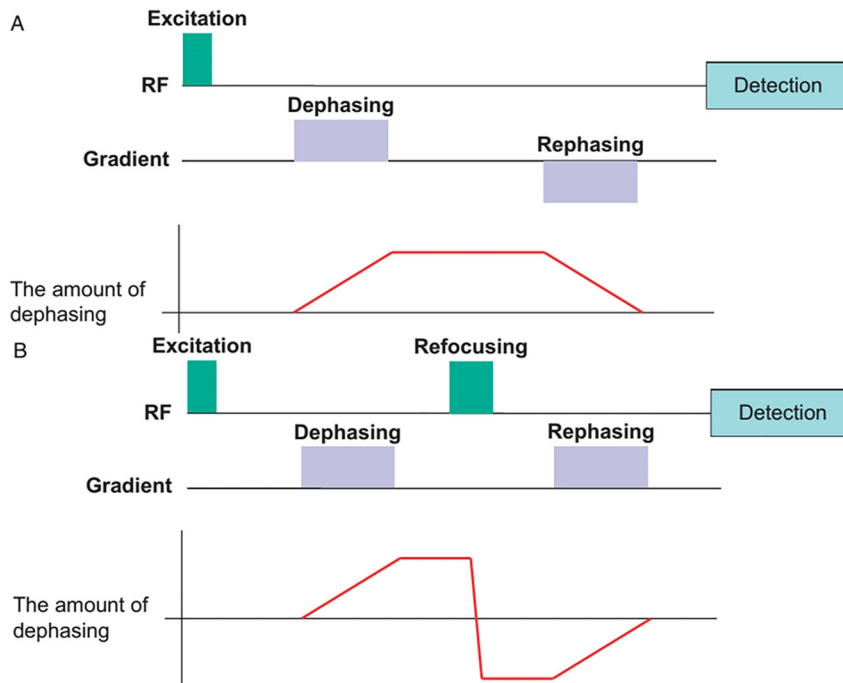 A
Excitation
RF
Detection
Dephasing
Gradient
Rephasing
The amount of
dephasing
B
Excitation
Refocusing
RF
Detection
Dephasing
Rephasing
Gradient
The amount of
dephasing